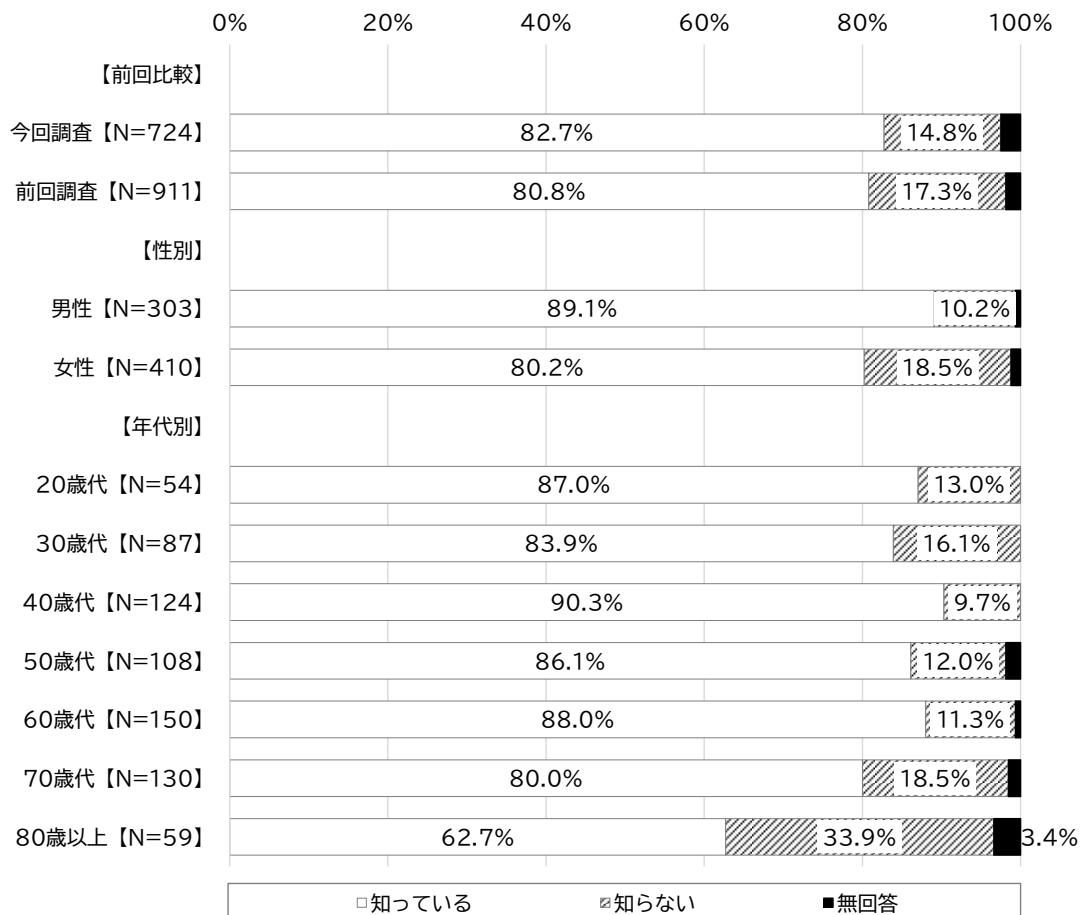 0% 20% 40% 60% 80% 100%
【前回比較】
今回調査【N=724】 82.7% 14.8%
前回調査【N=911】 80.8% 17.3%
【性別】
男性【N=303】 89.1% 10.2%
女性【N=410】 80.2% 18.5%
【年代別】
20歳代【N=54】 87.0% 13.0%
30歳代【N=87】 83.9% 16.1%
40歳代【N=124】 90.3% 9.7%
50歳代【N=108】 86.1% 12.0%
60歳代【N=150】 88.0% 11.3%
70歳代【N=130】 80.0% 18.5%
80歳以上【N=59】 62.7% 33.9% 3.4%
知っている 知らない 無回答